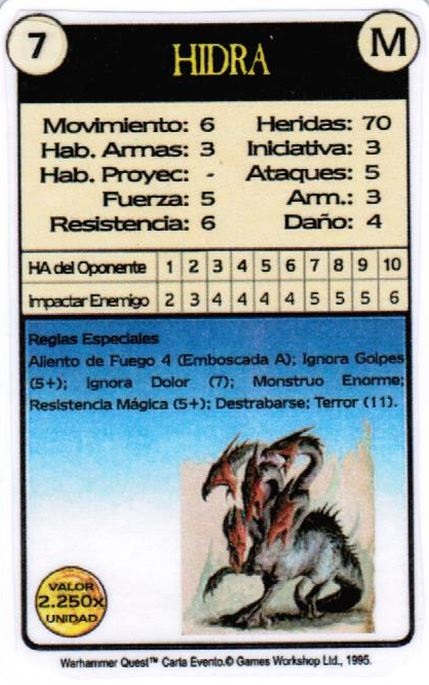 7
M
HIDRA
Movimiento: 6 Heridas: 70
Hab. Armas: 3 Iniciativa: 3
Hab. Proyec: - Ataques: 5
Fuerza: 5 Arm.: 3
Resistencia: 6 Daño: 4
HA del Oponente 1 2 3 4 5 6 7 8 9 10
Impactar Enemigo 2 3 4 4 4 4 5 5 5 6
Reglas Especiales
Aliento de Fuego 4 (Emboscada A); Ignora Golpes
(5+); Ignora Dolor (7); Monstruo Enorme;
Resistencia Mágica (5+); Destrabarse; Terror (11).
VALOR
2.250x
UNIDAD
Warhammer Quest™ Carta Evento.© Games Workshop Ltd., 1995.